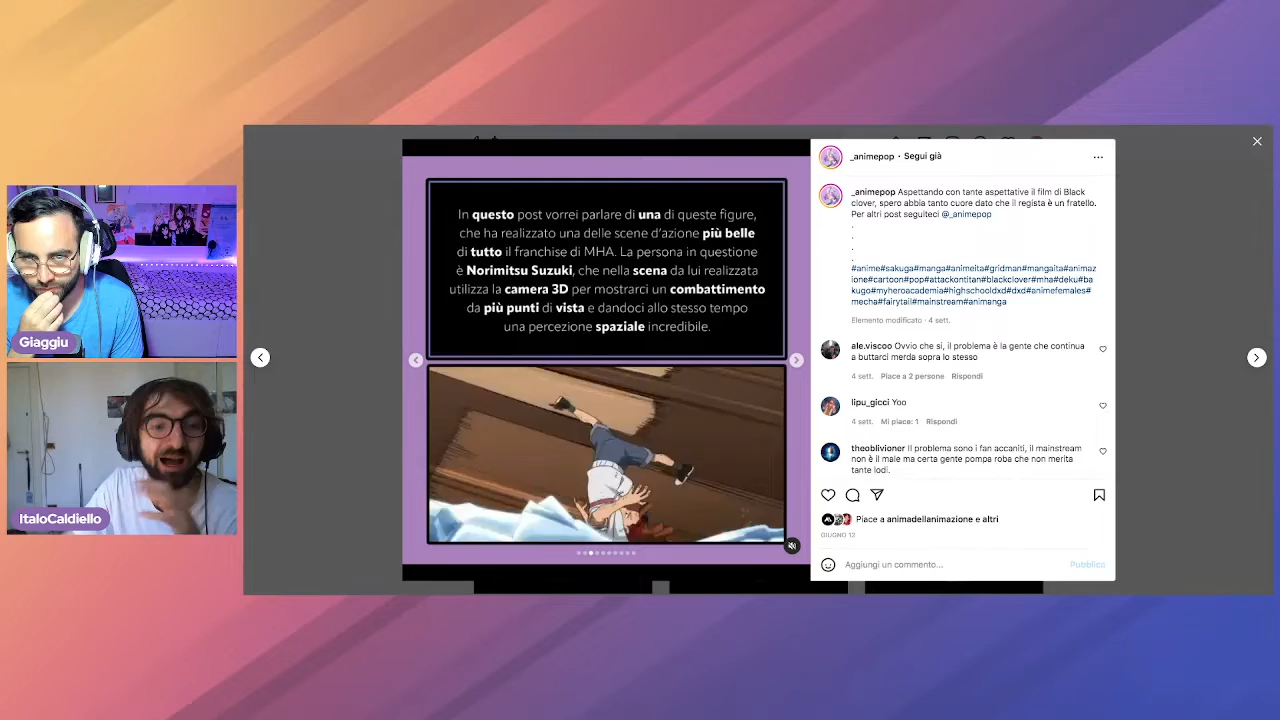 Giaggiu
ItaloCaldiello
In questo post vorrei parlare di una di queste figure,
che ha realizzato una delle scene d'azione più belle
di tutto il franchise di MHA. La persona in questione
è Norimitsu Suzuki, che nella scena da lui realizzata
utilizza la camera 3D per mostrarci un combattimento
da più punti di vista e dandoci allo stesso tempo
una percezione spaziale incredibile.
_animepop · Segui già
_animepop Aspettando con tante aspettative il film di Black
clover, spero abbia tanto cuore dato che il regista è un fratello.
Per altri post seguiteci @_animepop
.
.
.
.
#anime#sakuga#manga#animeita#gridman#mangaita#animaz
ione#cartoon#pop#attackontitan#blackclover#mha#deku#ba
kugo#myheroacademia#highschooldxd#dxd#animefemales#
mecha#fairytail#mainstream#animanga
Elemento modificato · 4 sett.
ale.viscoo Ovvio che si, il problema è la gente che continua
a buttarci merda sopra lo stesso
4 sett. Piace a 2 persone Rispondi
lipu_gicci Yoo
4 sett. Mi piace: 1 Rispondi
theoblivioner Il problema sono i fan accaniti, il mainstream
non è il male ma certa gente pompa roba che non merita
tante lodi.
Piace a animadellanimazione e altri
GIUGNO 12
Aggiungi un commento...
Pubblica